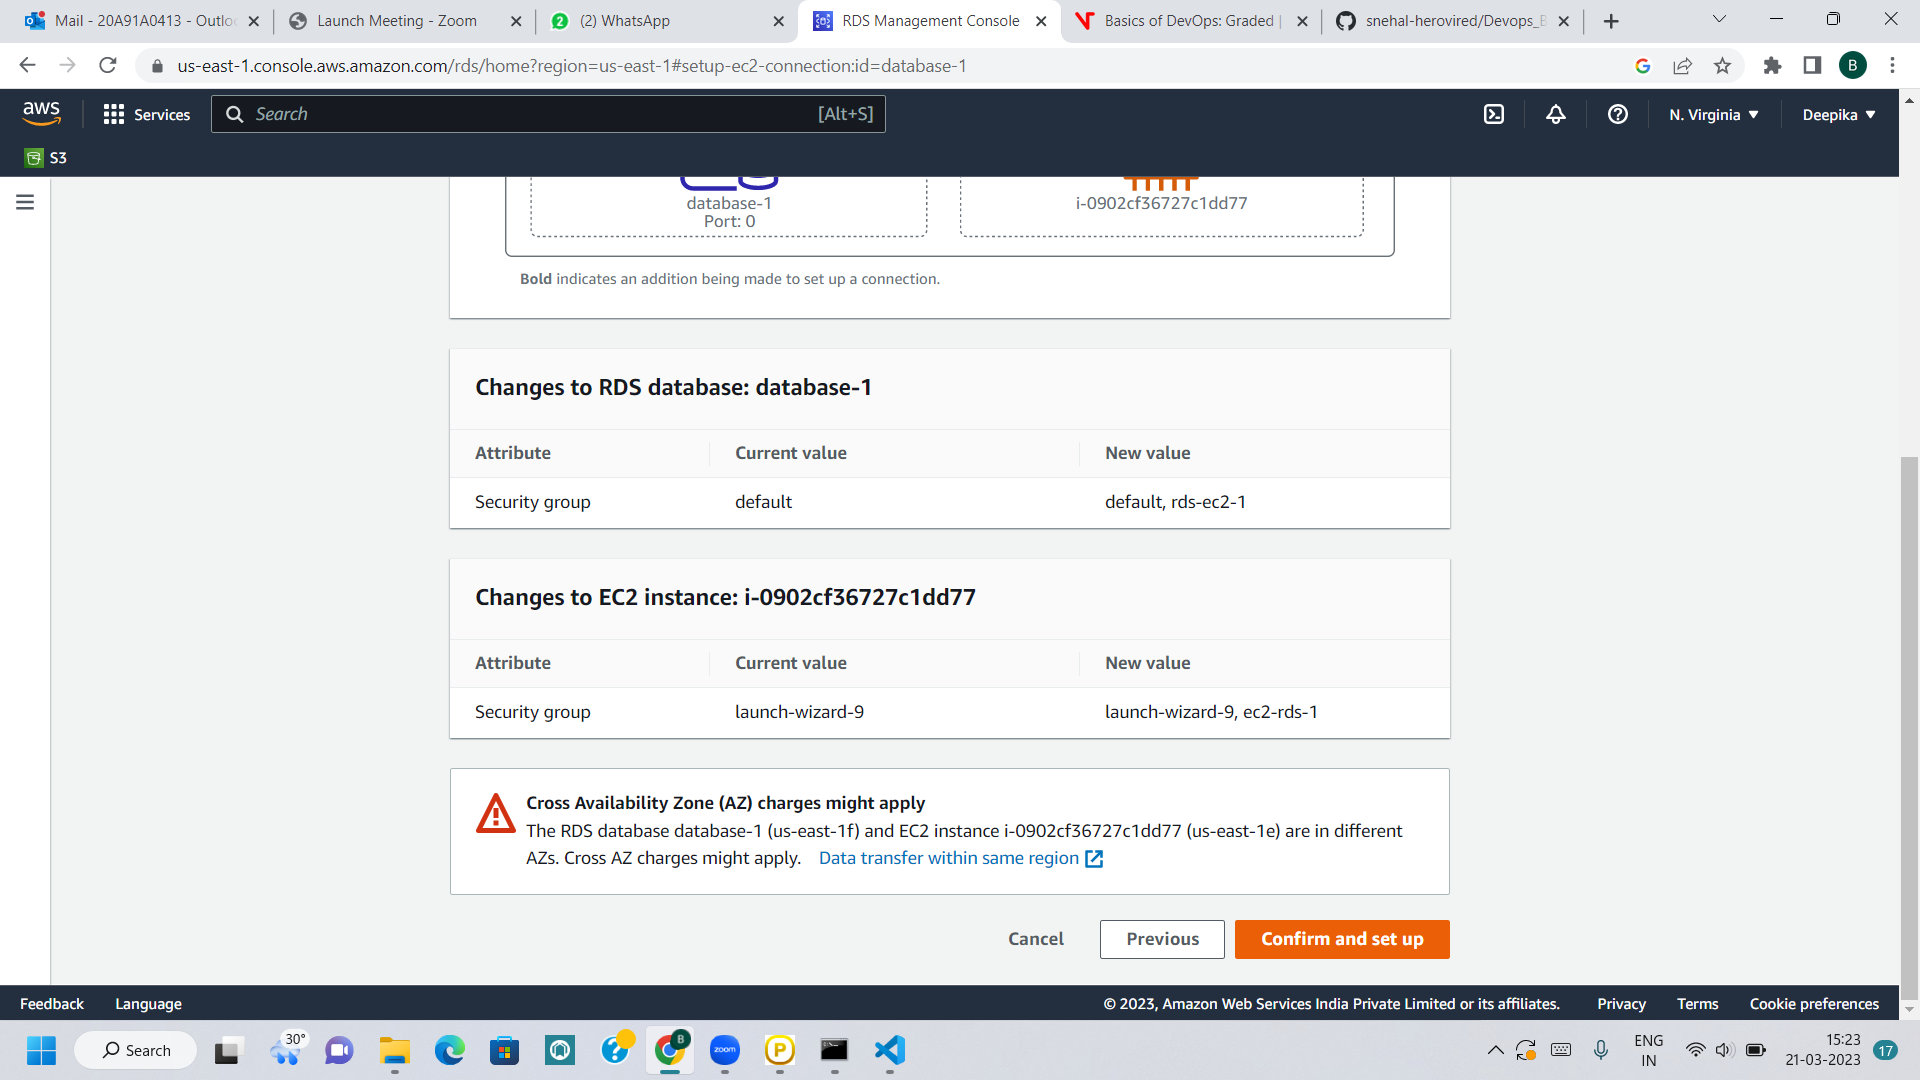 Mail - 20A91A0413 - Outlo
Launch Meeting - Zoom
(2) WhatsApp
RDS Management Console
Basics of DevOps: Graded |
snehal-herovired/Devops_B
us-east-1.console.aws.amazon.com/rds/home?region=us-east-1#setup-ec2-connection:id=database-1
B
aws
Services
Search
[Alt+S]
N. Virginia
Deepika
S3
database-1
Port: 0
i-0902cf36727c1dd77
Bold indicates an addition being made to set up a connection.
Changes to RDS database: database-1
Attribute Current value New value
Security group default default, rds-ec2-1
Changes to EC2 instance: i-0902cf36727c1dd77
Attribute Current value New value
Security group launch-wizard-9 launch-wizard-9, ec2-rds-1
Cross Availability Zone (AZ) charges might apply
The RDS database database-1 (us-east-1f) and EC2 instance i-0902cf36727c1dd77 (us-east-1e) are in different
AZs. Cross AZ charges might apply. Data transfer within same region
Cancel
Previous
Confirm and set up
Feedback Language © 2023, Amazon Web Services India Private Limited or its affiliates. Privacy Terms Cookie preferences
Search
30°
B
zoom
P
ENG
IN
15:23
21-03-2023
17